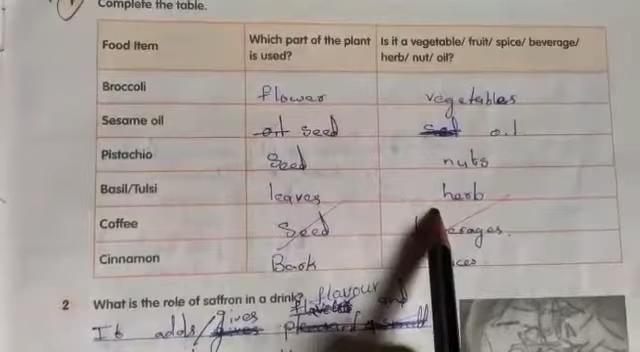 Complete the table.
Food Item Which part of the plant is used? Is it a vegetable/ fruit/ spice/ beverage/ herb/ nut/ oil?
Broccoli flower vegetables
Sesame oil seed oil
Pistachio Seed nuts
Basil/Tulsi leaves herb
Coffee Seed
Cinnamon Bark
2 What is the role of saffron in a drink? flavour and
It adds/gives